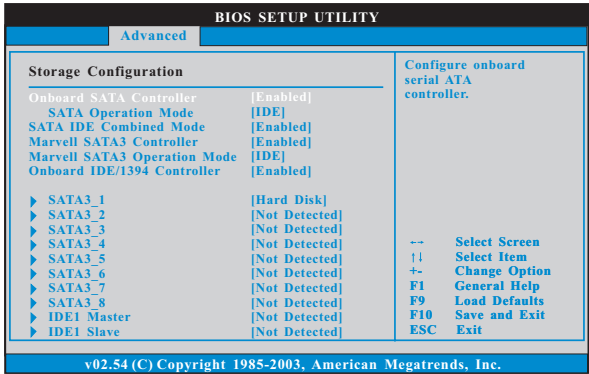 BIOS SETUP UTILITY
Advanced
Storage Configuration
Onboard SATA Controller [Enabled]
SATA Operation Mode [IDE]
SATA IDE Combined Mode [Enabled]
Marvell SATA3 Controller [Enabled]
Marvell SATA3 Operation Mode [IDE]
Onboard IDE/1394 Controller [Enabled]
SATA3_1 [Hard Disk]
SATA3_2 [Not Detected]
SATA3_3 [Not Detected]
SATA3_4 [Not Detected]
SATA3_5 [Not Detected]
SATA3_6 [Not Detected]
SATA3_7 [Not Detected]
SATA3_8 [Not Detected]
IDE1 Master [Not Detected]
IDE1 Slave [Not Detected]
Configure onboard
serial ATA
controller.
←→ Select Screen
↑↓ Select Item
+- Change Option
F1 General Help
F9 Load Defaults
F10 Save and Exit
ESC Exit
v02.54 (C) Copyright 1985-2003, American Megatrends, Inc.